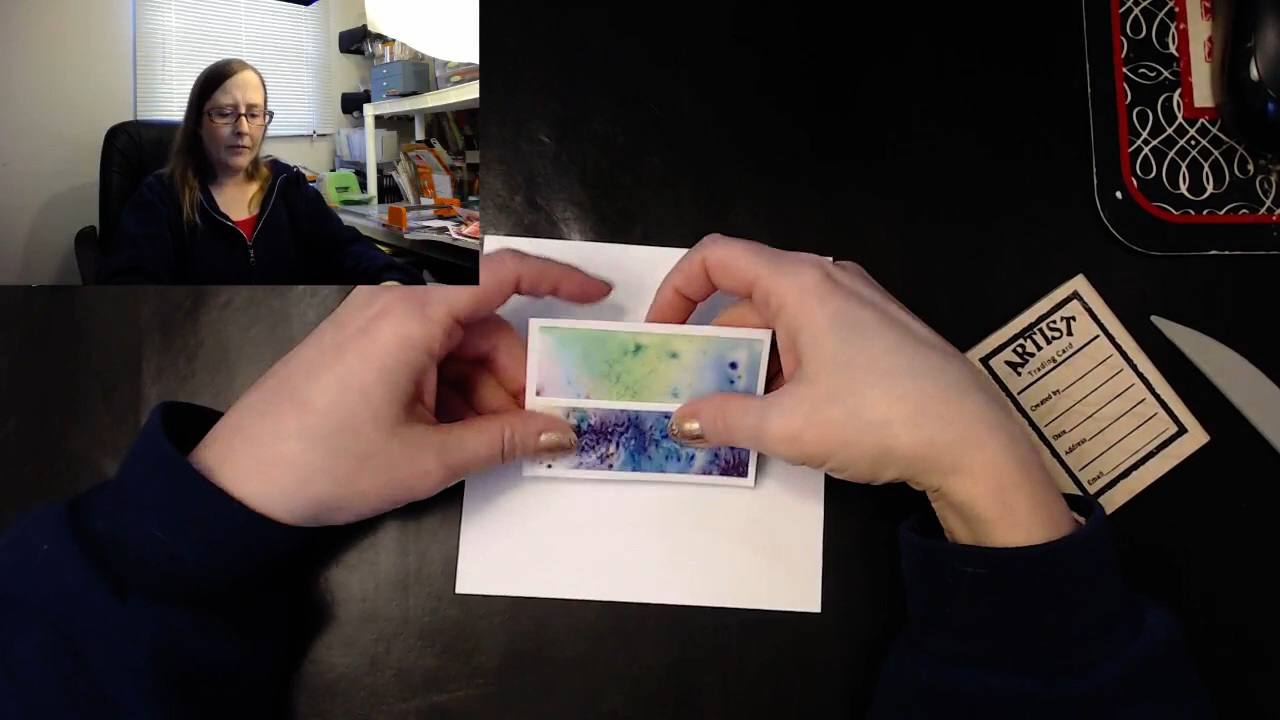 ARTIST
Trading Card
Created by
Date
Address
Email